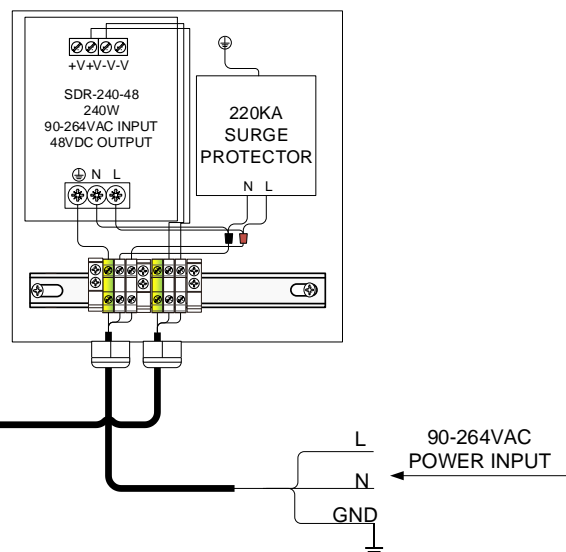 +V+V-V-V
SDR-240-48
240W
90-264VAC INPUT
48VDC OUTPUT
N L
220KA
SURGE
PROTECTOR
N L
L
N
GND
90-264VAC
POWER INPUT